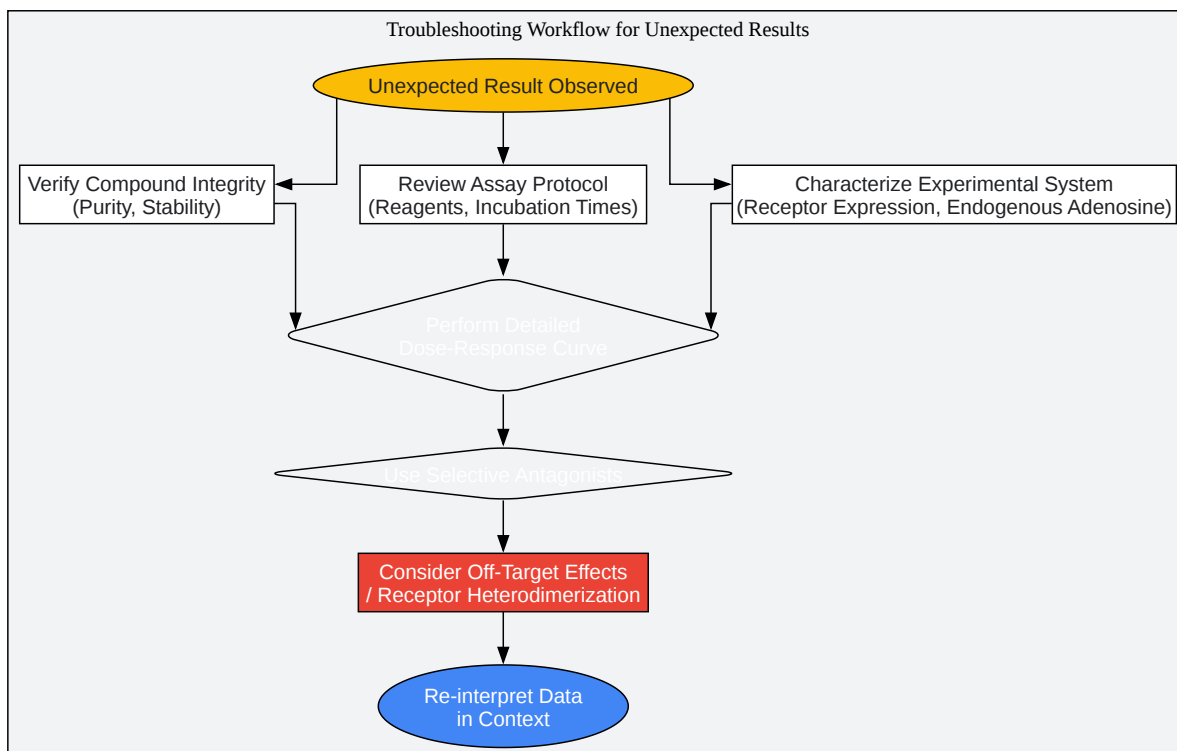 Troubleshooting Workflow for Unexpected Results
Unexpected Result Observed
Verify Compound Integrity
(Purity, Stability)
Review Assay Protocol
(Reagents, Incubation Times)
Characterize Experimental System
(Receptor Expression, Endogenous Adenosine)
Perform Detailed
Dose-Response Curve
Use Selective Antagonists
Consider Off-Target Effects
/ Receptor Heterodimerization
Re-interpret Data
in Context